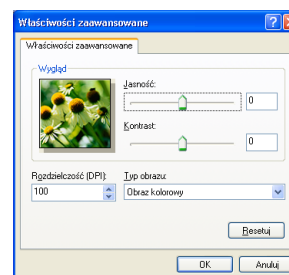 Właściwości zaawansowane
Właściwości zaawansowane
Wygląd
Jasność:
0
Kontrast:
0
Rozdzielczość (DPI):
Typ obrazu:
100
Obraz kolorowy
Resetuj
OK
Anuluj